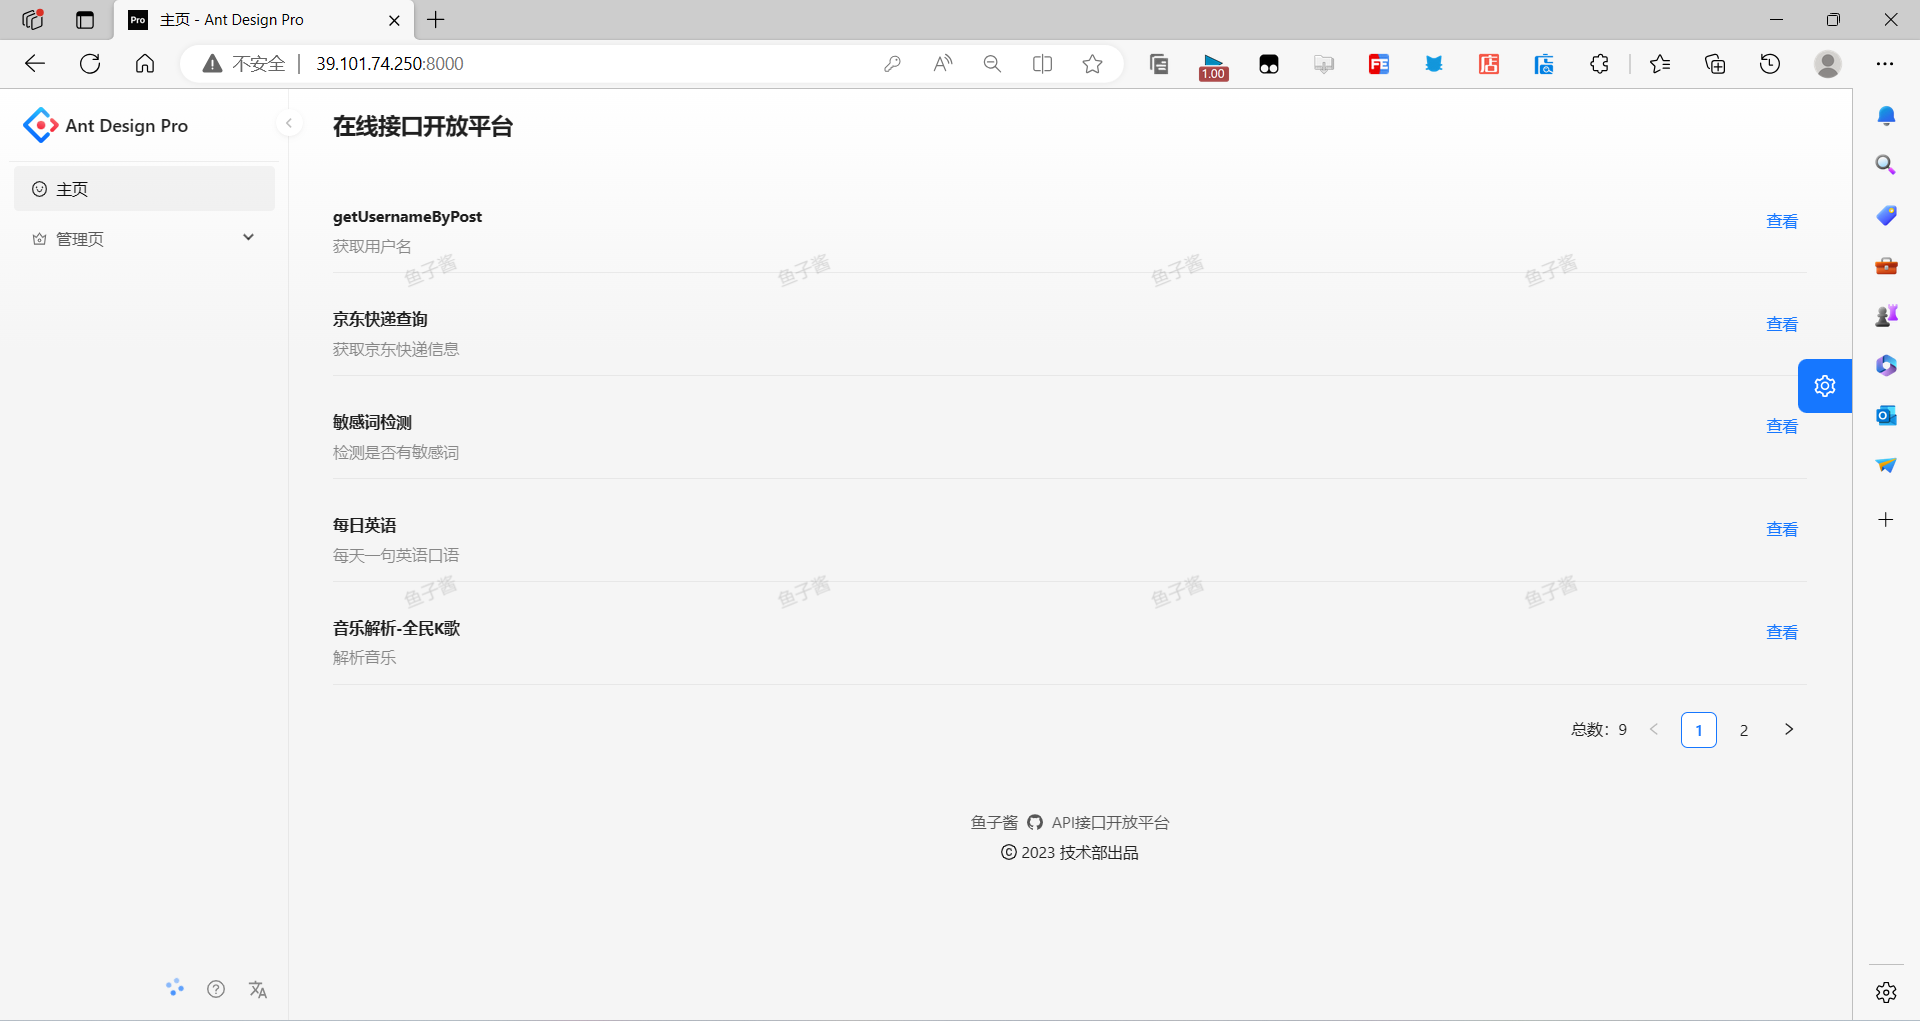 主页 - Ant Design Pro
不安全
39.101.74.250:8000
1.00
FE
店
Ant Design Pro
主页
管理页
在线接口开放平台
getUsernameByPost
查看
获取用户名
鱼子酱 鱼子酱 鱼子酱 鱼子酱
京东快递查询
查看
获取京东快递信息
敏感词检测
查看
检测是否有敏感词
每日英语
查看
每天一句英语口语
鱼子酱 鱼子酱 鱼子酱 鱼子酱
音乐解析-全民K歌
查看
解析音乐
总数：9 1 2
鱼子酱 API接口开放平台
© 2023 技术部出品